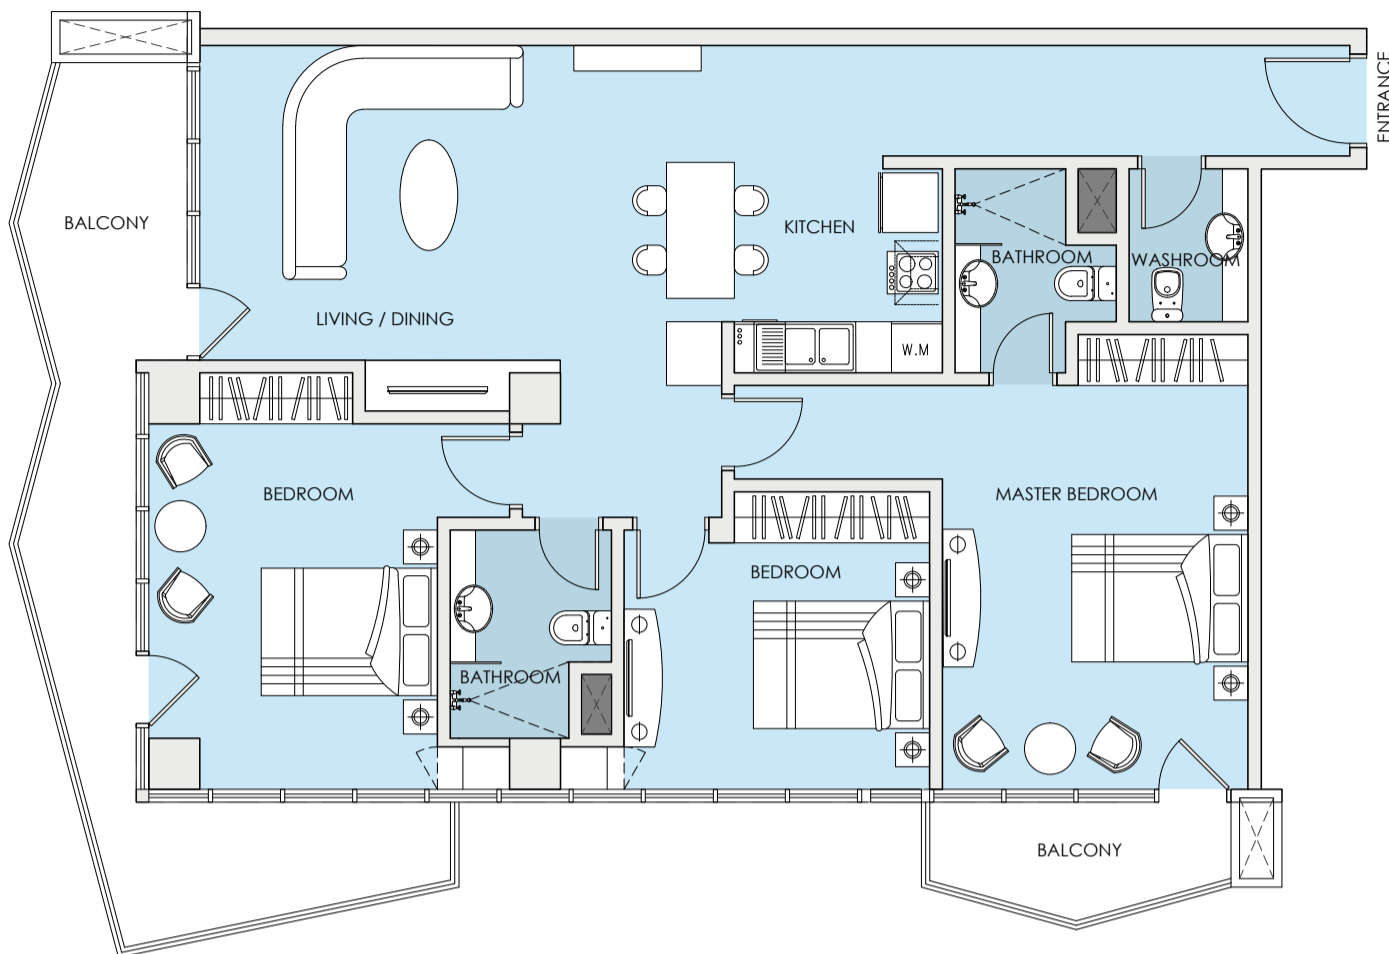 ENTRANCE
BALCONY
KITCHEN
BATHROOM
WASHROOM
LIVING / DINING
W.M
BEDROOM
MASTER BEDROOM
BEDROOM
BATHROOM
BALCONY